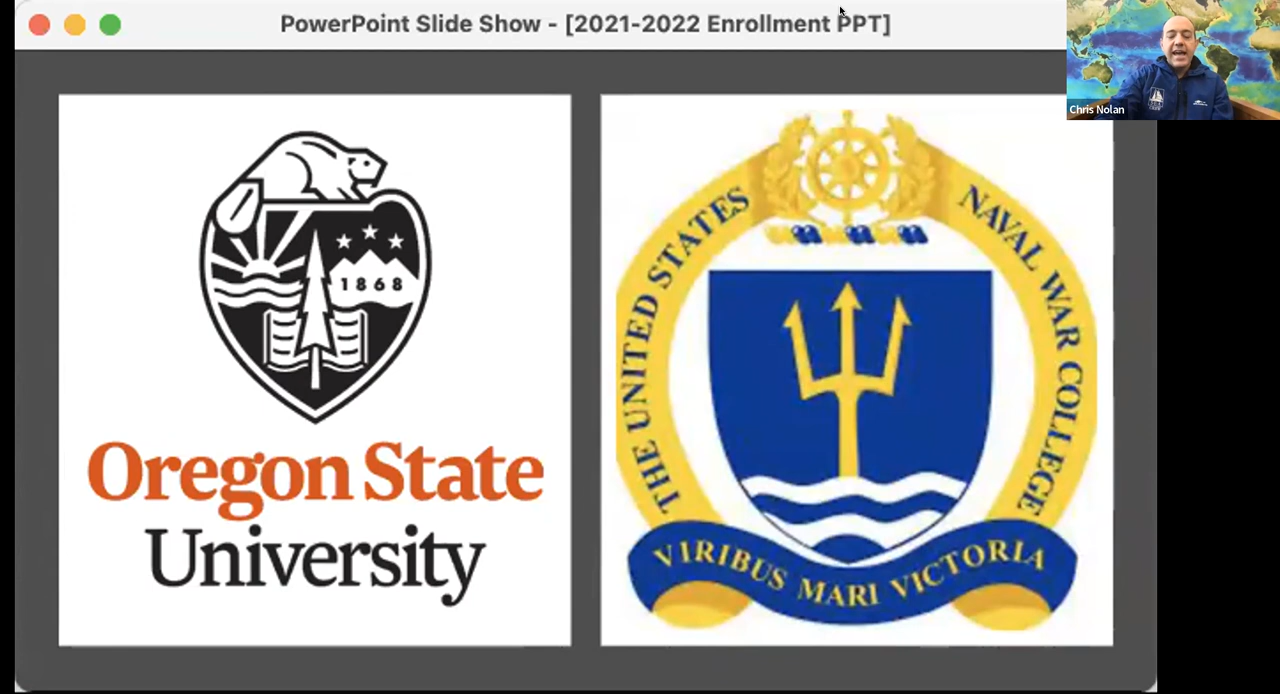 PowerPoint Slide Show - [2021-2022 Enrollment PPT]
Chris Nolan
1868
Oregon State
University
THE UNITED STATES NAVAL WAR COLLEGE
VIRIBUS MARI VICTORIA